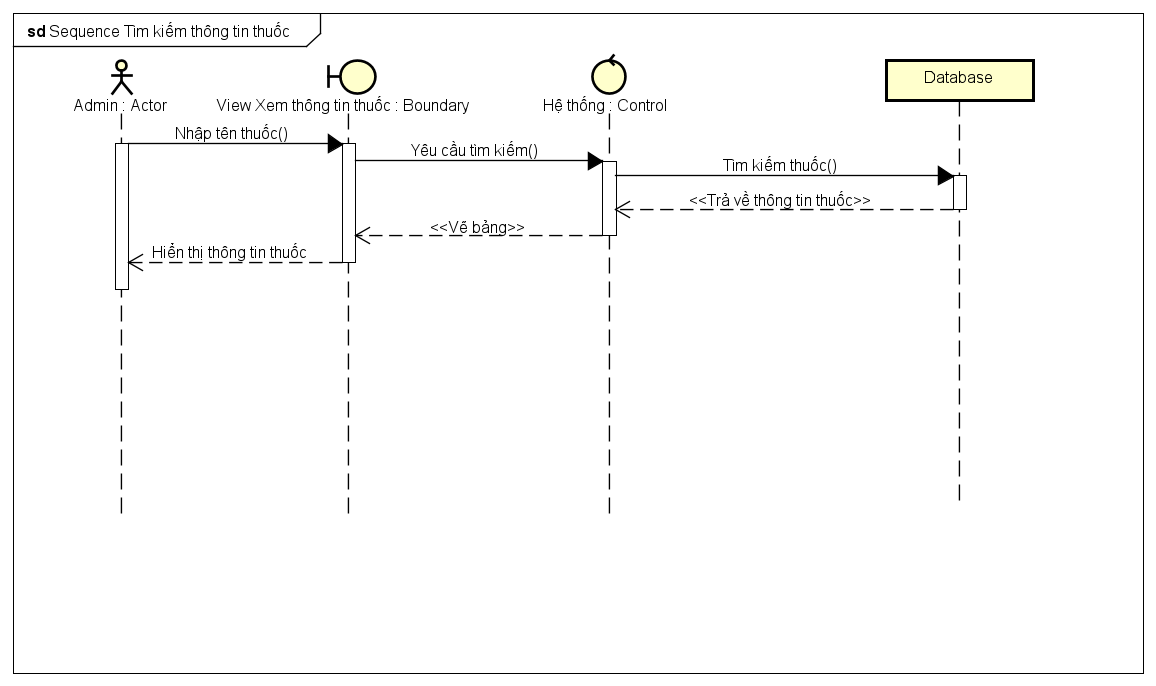 sd Sequence Tìm kiếm thông tin thuốc
Admin : Actor
View Xem thông tin thuốc : Boundary
Hệ thống : Control
Database
Nhập tên thuốc()
Yêu cầu tìm kiếm()
Tìm kiếm thuốc()
<<Trả về thông tin thuốc>>
<<Vẽ bảng>>
Hiển thị thông tin thuốc